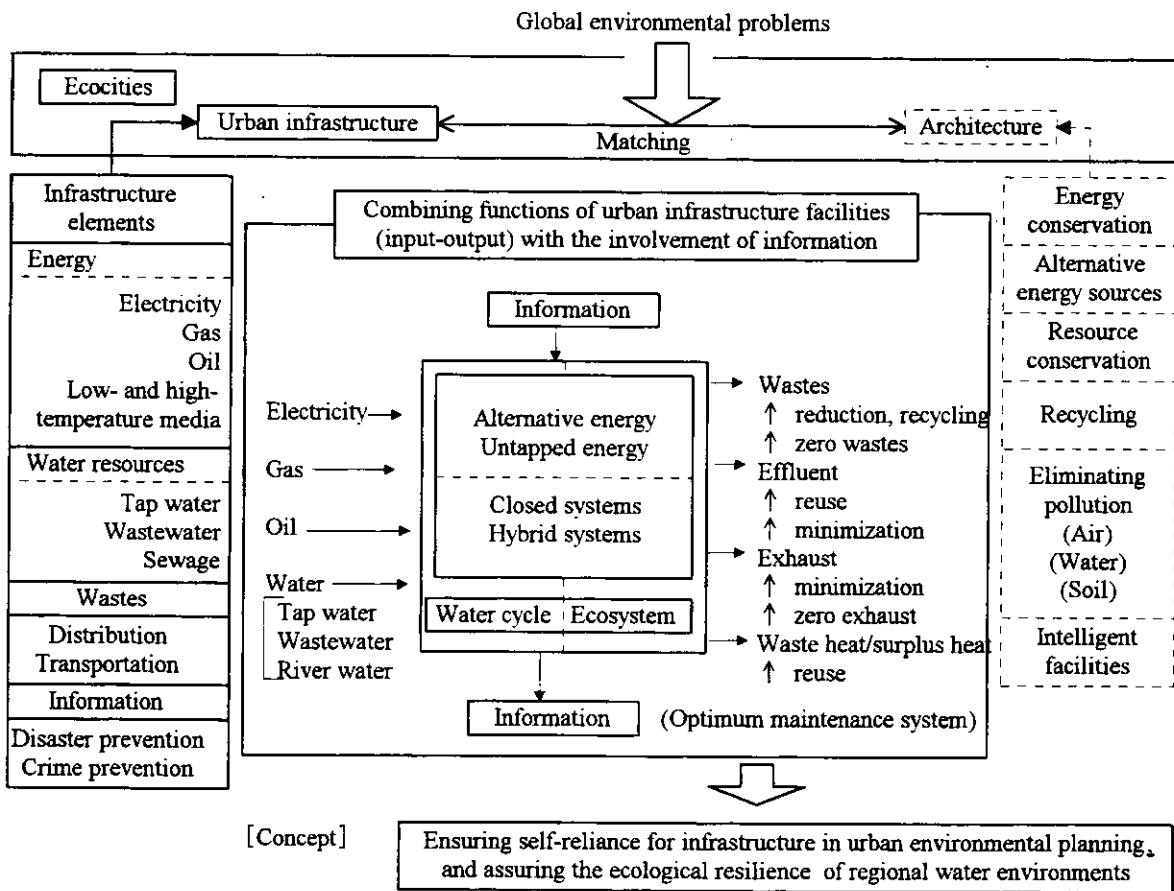 Global environmental problems
Ecocities
Urban infrastructure
Matching
Architecture
Infrastructure
elements
Energy
Electricity
Gas
Oil
Low- and high-
temperature media
Water resources
Tap water
Wastewater
Sewage
Wastes
Distribution
Transportation
Information
Disaster prevention
Crime prevention
Combining functions of urban infrastructure facilities
(input-output) with the involvement of information
Information
Electricity
Gas
Oil
Water
Tap water
Wastewater
River water
Alternative energy
Untapped energy
Closed systems
Hybrid systems
Water cycle
Ecosystem
Wastes
↑ reduction, recycling
↑ zero wastes
Effluent
↑ reuse
↑ minimization
Exhaust
↑ minimization
↑ zero exhaust
Waste heat/surplus heat
↑ reuse
Information
(Optimum maintenance system)
Energy
conservation
Alternative
energy sources
Resource
conservation
Recycling
Eliminating
pollution
(Air)
(Water)
(Soil)
Intelligent
facilities
[Concept]
Ensuring self-reliance for infrastructure in urban environmental planning,
and assuring the ecological resilience of regional water environments